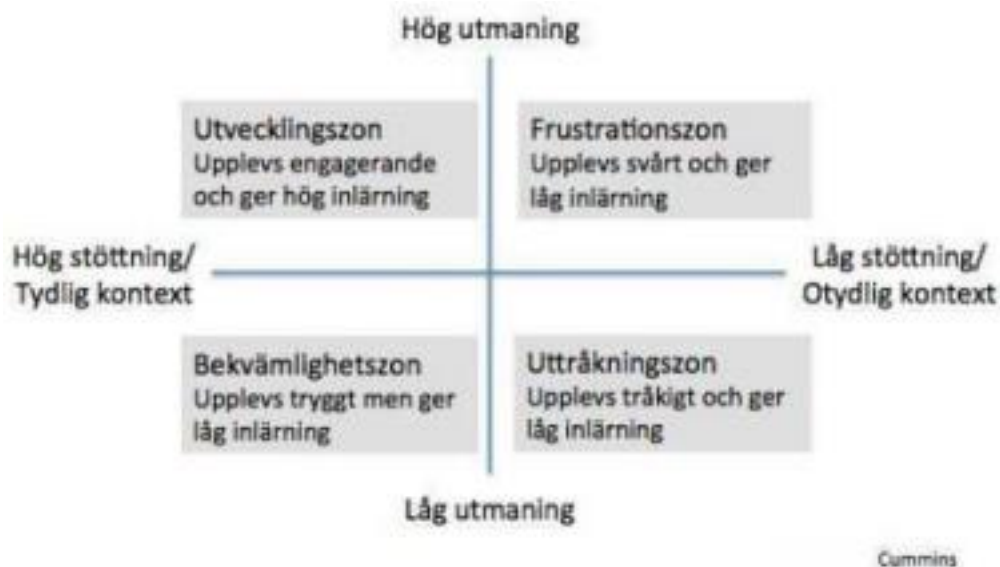 Hög utmaning
Utvecklingszon
Upplevs engagerande
och ger hög inlärning
Frustrationszon
Upplevs svårt och ger
låg inlärning
Hög stöttning/
Tydlig kontext
Låg stöttning/
Otydlig kontext
Bekvämlighetszon
Upplevs tryggt men ger
låg inlärning
Uttråkningszon
Upplevs tråkigt och ger
låg inlärning
Låg utmaning
Cummins